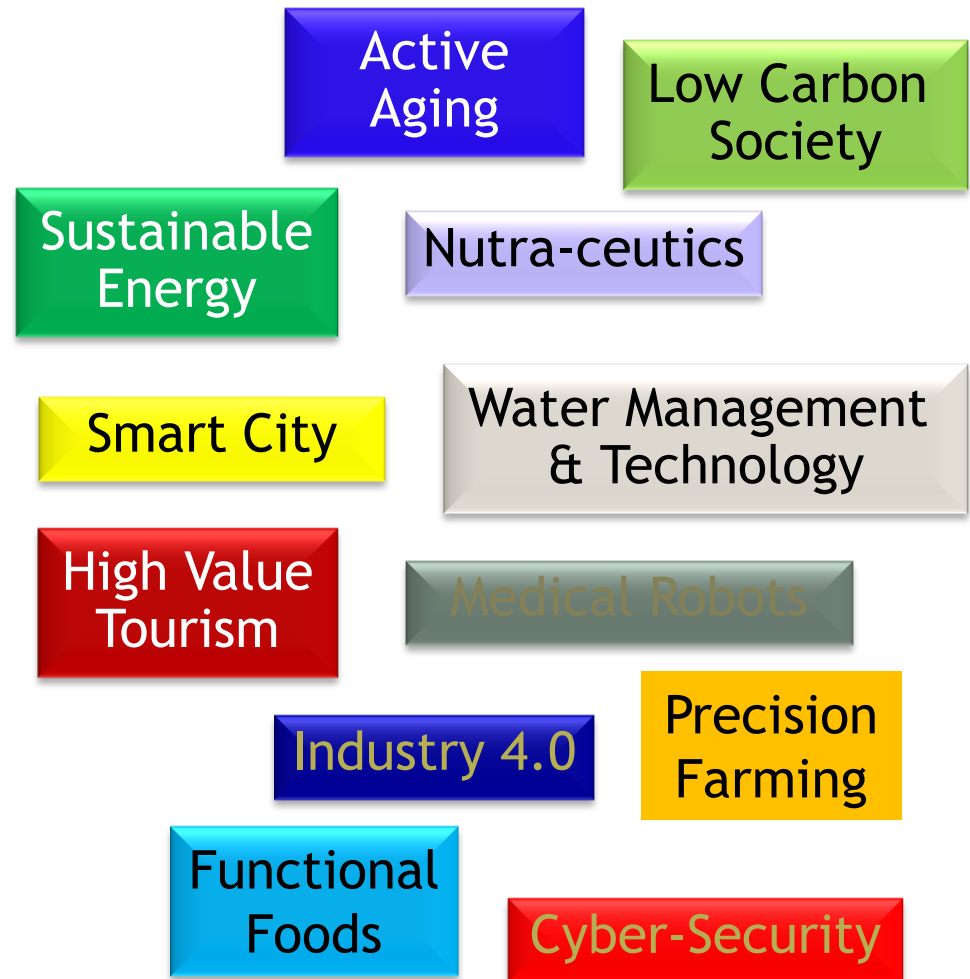 Active
Aging
Low Carbon
Society
Sustainable
Energy
Nutra-ceutics
Smart City
Water Management
& Technology
High Value
Tourism
Medical Robots
Industry 4.0
Precision
Farming
Functional
Foods
Cyber-Security